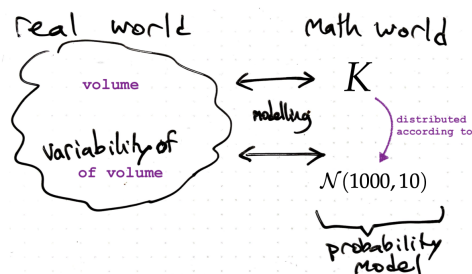 real world
Math world
volume
K
modelling
distributed
according to
variability of
of volume
N(1000, 10)
probability
model